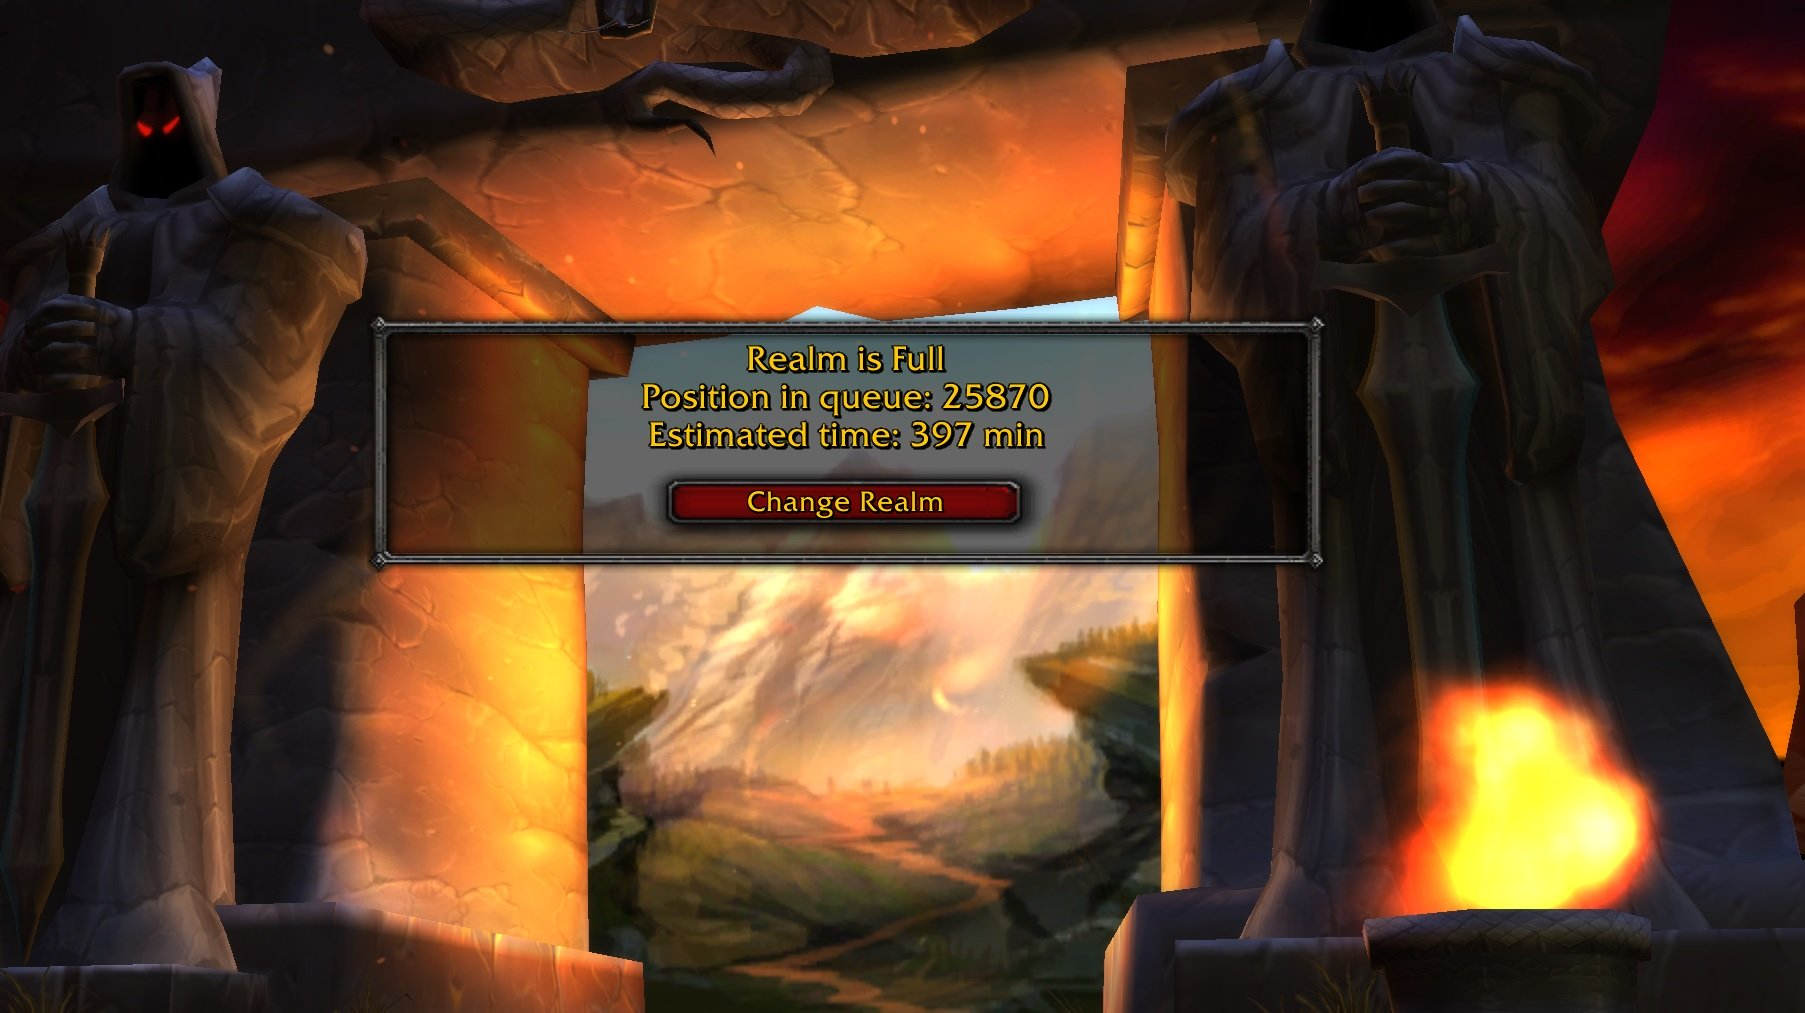 Realm is Full
Position in queue: 25870
Estimated time: 397 min
Change Realm